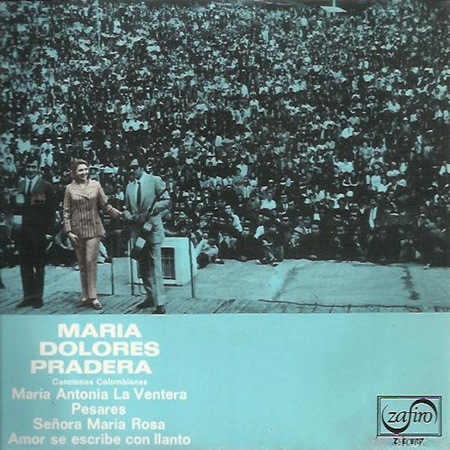 MARIA
DOLORES
PRADERA
Canciones Colombianas
María Antonia La Ventera
Pesares
Señora María Rosa
Amor se escribe con llanto
zafiro